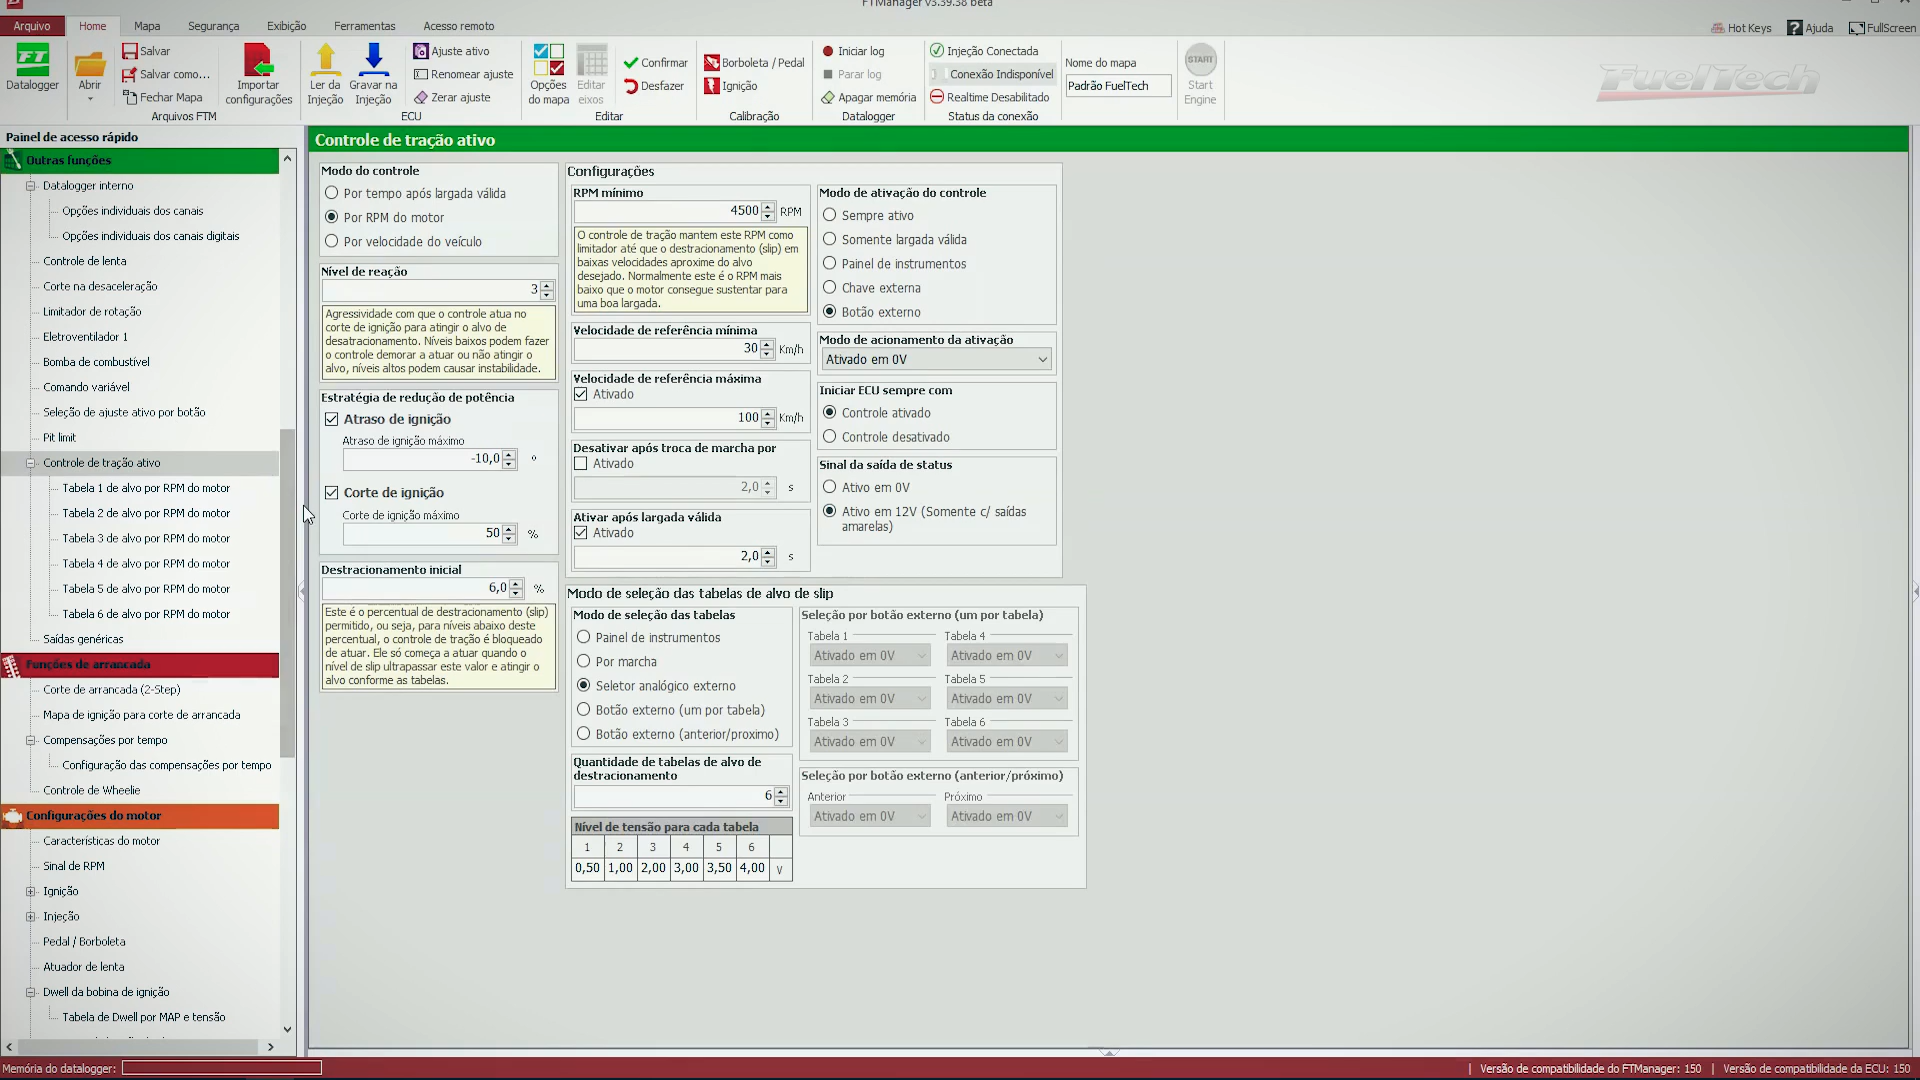 FTManager v3.39.38 beta
Arquivo
Home
Mapa
Segurança
Exibição
Ferramentas
Acesso remoto
Hot Keys
Ajuda
FullScreen
FT
Datalogger
Abrir
Salvar
Salvar como...
Fechar Mapa
Importar
configurações
Arquivos FTM
Ler da
Injeção
Gravar na
Injeção
Ajuste ativo
Renomear ajuste
Zerar ajuste
ECU
Opções
do mapa
Editar
eixos
Confirmar
Desfazer
Editar
Borboleta / Pedal
Ignição
Calibração
Iniciar log
Parar log
Apagar memória
Datalogger
Injeção Conectada
Conexão Indisponível
Realtime Desabilitado
Status da conexão
Nome do mapa
Padrão FuelTech
START
Start
Engine
FuelTech
Painel de acesso rápido
Outras funções
Datalogger interno
Opções individuais dos canais
Opções individuais dos canais digitais
Controle de lenta
Corte na desaceleração
Limitador de rotação
Eletroventilador 1
Bomba de combustível
Comando variável
Seleção de ajuste ativo por botão
Pit limit
Controle de tração ativo
Tabela 1 de alvo por RPM do motor
Tabela 2 de alvo por RPM do motor
Tabela 3 de alvo por RPM do motor
Tabela 4 de alvo por RPM do motor
Tabela 5 de alvo por RPM do motor
Tabela 6 de alvo por RPM do motor
Saídas genéricas
Funções de arrancada
Corte de arrancada (2-Step)
Mapa de ignição para corte de arrancada
Compensações por tempo
Configuração das compensações por tempo
Controle de Wheelie
Configurações do motor
Características do motor
Sinal de RPM
Ignição
Injeção
Pedal / Borboleta
Atuador de lenta
Dwell da bobina de ignição
Tabela de Dwell por MAP e tensão
Controle de tração ativo
Modo do controle
Por tempo após largada válida
Por RPM do motor
Por velocidade do veículo
Nível de reação
3
Agressividade com que o controle atua no
corte de ignição para atingir o alvo de
desatracionamento. Níveis baixos podem fazer
o controle demorar a atuar ou não atingir o
alvo, níveis altos podem causar instabilidade.
Estratégia de redução de potência
Atraso de ignição
Atraso de ignição máximo
-10,0 °
Corte de ignição
Corte de ignição máximo
50 %
Destracionamento inicial
6,0 %
Este é o percentual de destracionamento (slip)
permitido, ou seja, para níveis abaixo deste
percentual, o controle de tração é bloqueado
de atuar. Ele só começa a atuar quando o
nível de slip ultrapassar este valor e atingir o
alvo conforme as tabelas.
Configurações
RPM mínimo
4500 RPM
O controle de tração mantem este RPM como
limitador até que o destracionamento (slip) em
baixas velocidades aproxime do alvo
desejado. Normalmente este é o RPM mais
baixo que o motor consegue sustentar para
uma boa largada.
Velocidade de referência mínima
30 Km/h
Velocidade de referência máxima
Ativado
100 Km/h
Desativar após troca de marcha por
Ativado
2,0 s
Ativar após largada válida
Ativado
2,0 s
Modo de ativação do controle
Sempre ativo
Somente largada válida
Painel de instrumentos
Chave externa
Botão externo
Modo de acionamento da ativação
Ativado em 0V
Iniciar ECU sempre com
Controle ativado
Controle desativado
Sinal da saída de status
Ativo em 0V
Ativo em 12V (Somente c/ saídas
amarelas)
Modo de seleção das tabelas de alvo de slip
Modo de seleção das tabelas
Painel de instrumentos
Por marcha
Seletor analógico externo
Botão externo (um por tabela)
Botão externo (anterior/proximo)
Quantidade de tabelas de alvo de
destracionamento
6
Nível de tensão para cada tabela
1 2 3 4 5 6
0,50 1,00 2,00 3,00 3,50 4,00 V
Seleção por botão externo (um por tabela)
Tabela 1 Tabela 4
Ativado em 0V Ativado em 0V
Tabela 2 Tabela 5
Ativado em 0V Ativado em 0V
Tabela 3 Tabela 6
Ativado em 0V Ativado em 0V
Seleção por botão externo (anterior/próximo)
Anterior Próximo
Ativado em 0V Ativado em 0V
Memória do datalogger:
Versão de compatibilidade do FTManager: 150 | Versão de compatibilidade da ECU: 150